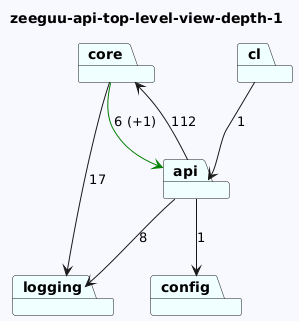 zeeguu-api-top-level-view-depth-1
core
cl
6 (+1)
112
1
api
17
8
1
logging
config